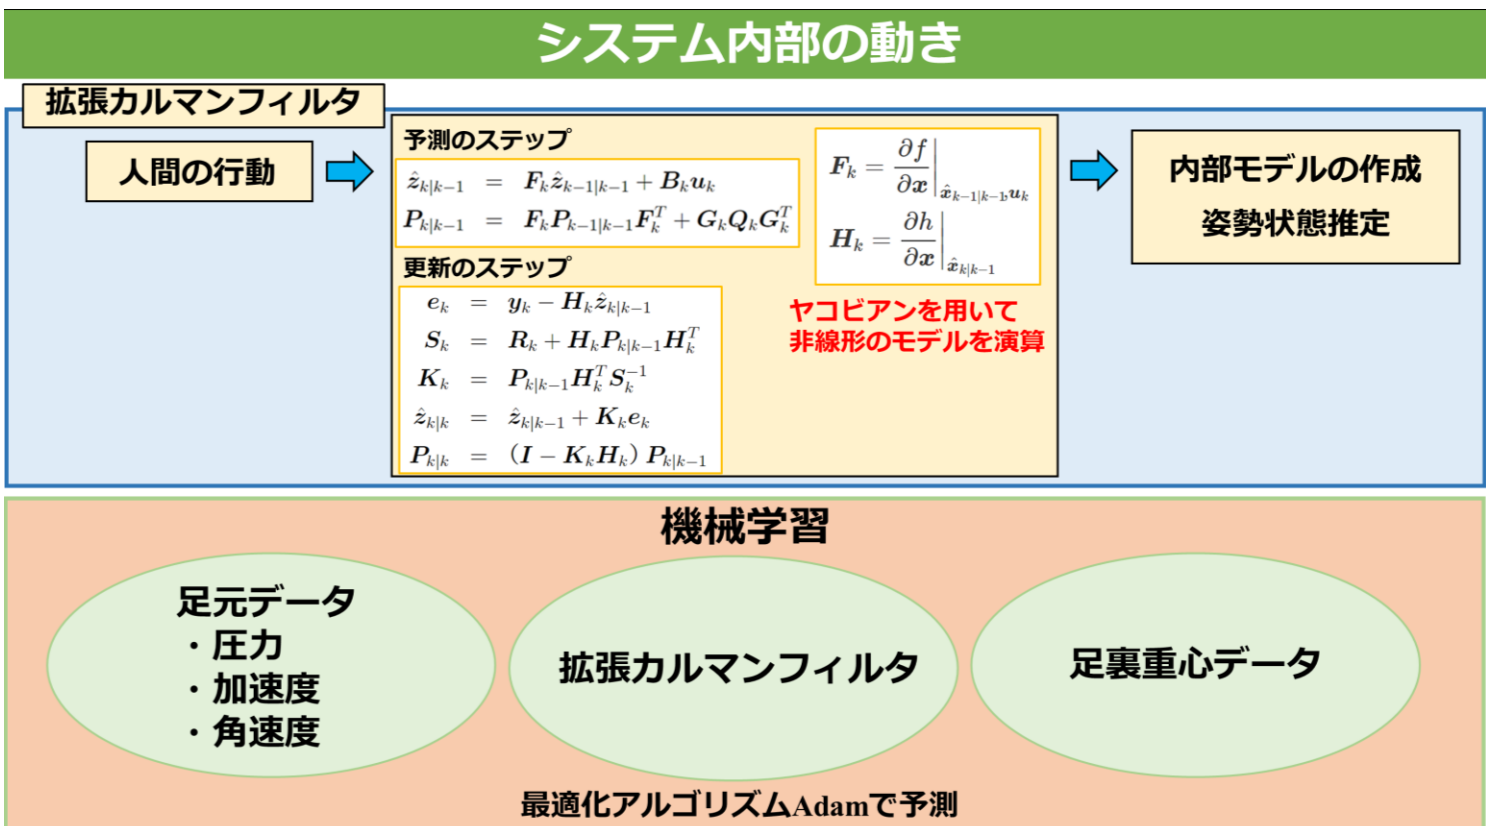 システム内部の動き
拡張カルマンフィルタ
人間の行動
予測のステップ
ẑ_{k|k−1} = F_k ẑ_{k−1|k−1} + B_k u_k
P_{k|k−1} = F_k P_{k−1|k−1} F_k^T + G_k Q_k G_k^T
更新のステップ
e_k = y_k − H_k ẑ_{k|k−1}
S_k = R_k + H_k P_{k|k−1} H_k^T
K_k = P_{k|k−1} H_k^T S_k^{−1}
ẑ_{k|k} = ẑ_{k|k−1} + K_k e_k
P_{k|k} = (I − K_k H_k) P_{k|k−1}
F_k = ∂f/∂x |_{x̂_{k−1|k−1}, u_k}
H_k = ∂h/∂x |_{x̂_{k|k−1}}
ヤコビアンを用いて
非線形のモデルを演算
内部モデルの作成
姿勢状態推定
機械学習
足元データ
・圧力
・加速度
・角速度
拡張カルマンフィルタ
足裏重心データ
最適化アルゴリズムAdamで予測